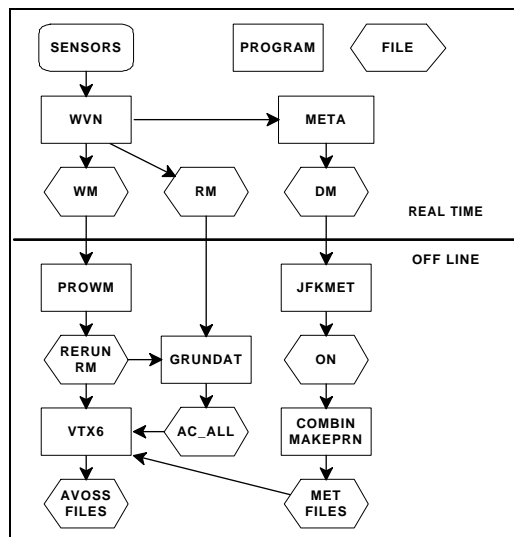 SENSORS
PROGRAM
FILE
WVN
META
WM
RM
DM
REAL TIME
OFF LINE
PROWM
JFKMET
RERUN
RM
GRUNDAT
ON
VTX6
AC_ALL
COMBIN
MAKEPRN
AVOSS
FILES
MET
FILES